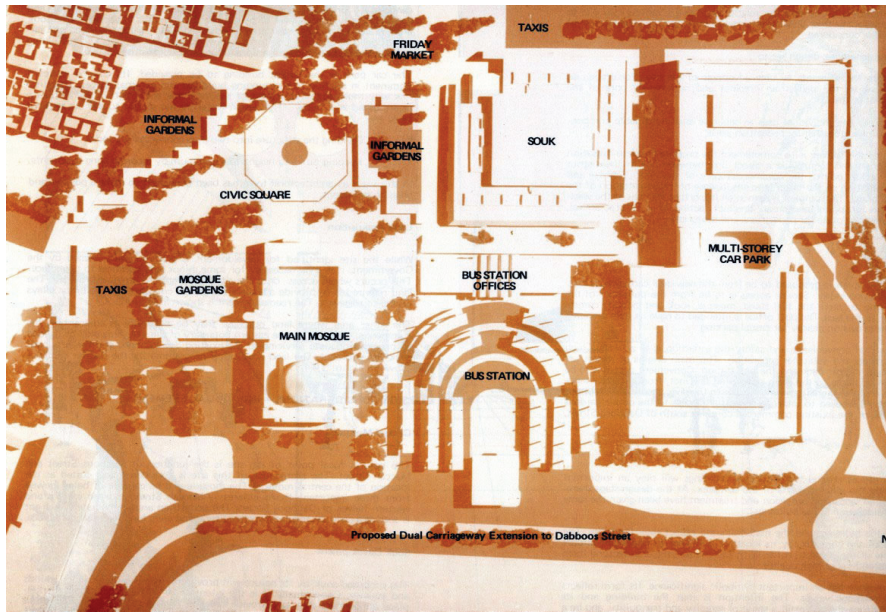 TAXIS
FRIDAY
MARKET
INFORMAL
GARDENS
INFORMAL
GARDENS
SOUK
CIVIC SQUARE
MULTI-STOREY
CAR PARK
MOSQUE
GARDENS
BUS STATION
OFFICES
TAXIS
MAIN MOSQUE
BUS STATION
Proposed Dual Carriageway Extension to Dabboos Street
N